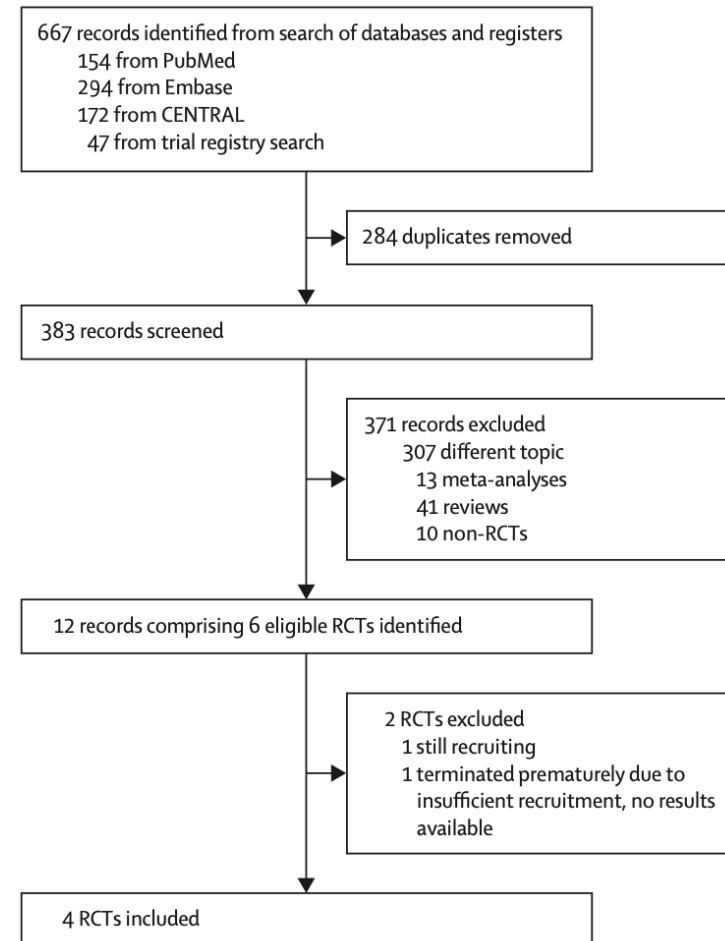 667 records identified from search of databases and registers
154 from PubMed
294 from Embase
172 from CENTRAL
47 from trial registry search
284 duplicates removed
383 records screened
371 records excluded
307 different topic
13 meta-analyses
41 reviews
10 non-RCTs
12 records comprising 6 eligible RCTs identified
2 RCTs excluded
1 still recruiting
1 terminated prematurely due to
insufficient recruitment, no results
available
4 RCTs included